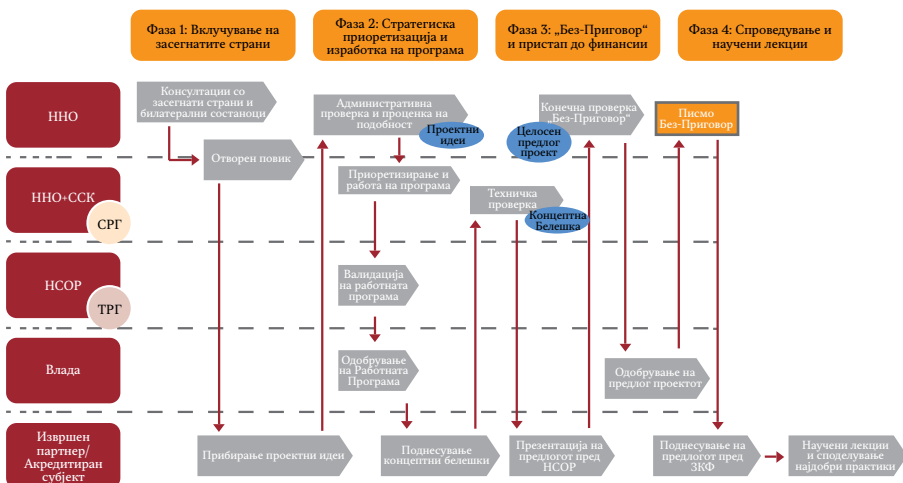 Фаза 1: Вклучување на
засегнатите страни
Фаза 2: Стратегиска
приоретизација и
изработка на програма
Фаза 3: „Без-Приговор“
и пристап до финансии
Фаза 4: Спроведување и
научени лекции
ННО
Консултации со
засегнати страни и
билатерални состаноци
Отворен повик
Административна
проверка и проценка на
подобност
Проектни
идеи
Конечна проверка
„Без-Приговор“
Целосен
предлог
проект
Писмо
Без-Приговор
ННО+ССК
СРГ
Приоретизирање и
работа на програма
Техничка
проверка
Концептна
Белешка
НСОР
ТРГ
Валидација
на работната
програма
Влада
Одобрување
на Работната
Програма
Одобрување на
предлог проектот
Извршен
партнер/
Акредитиран
субјект
Прибирање проектни идеи
Поднесување
концептни белешки
Презентација на
предлогот пред
НСОР
Поднесување на
предлогот пред
ЗКФ
Научени лекции
и споделување
најдобри практики